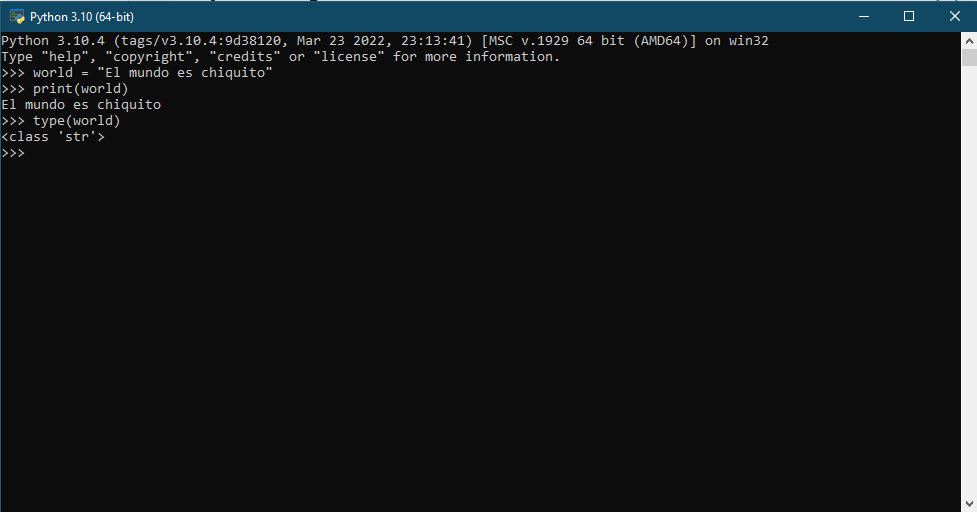 Python 3.10 (64-bit)
Python 3.10.4 (tags/v3.10.4:9d38120, Mar 23 2022, 23:13:41) [MSC v.1929 64 bit (AMD64)] on win32
Type "help", "copyright", "credits" or "license" for more information.
>>> world = "El mundo es chiquito"
>>> print(world)
El mundo es chiquito
>>> type(world)
<class 'str'>
>>>